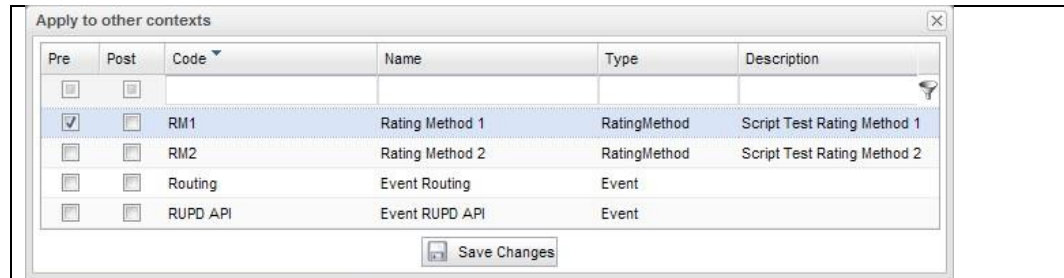 Apply to other contexts
Pre Post Code Name Type Description
RM1 Rating Method 1 RatingMethod Script Test Rating Method 1
RM2 Rating Method 2 RatingMethod Script Test Rating Method 2
Routing Event Routing Event
RUPD API Event RUPD API Event
Save Changes